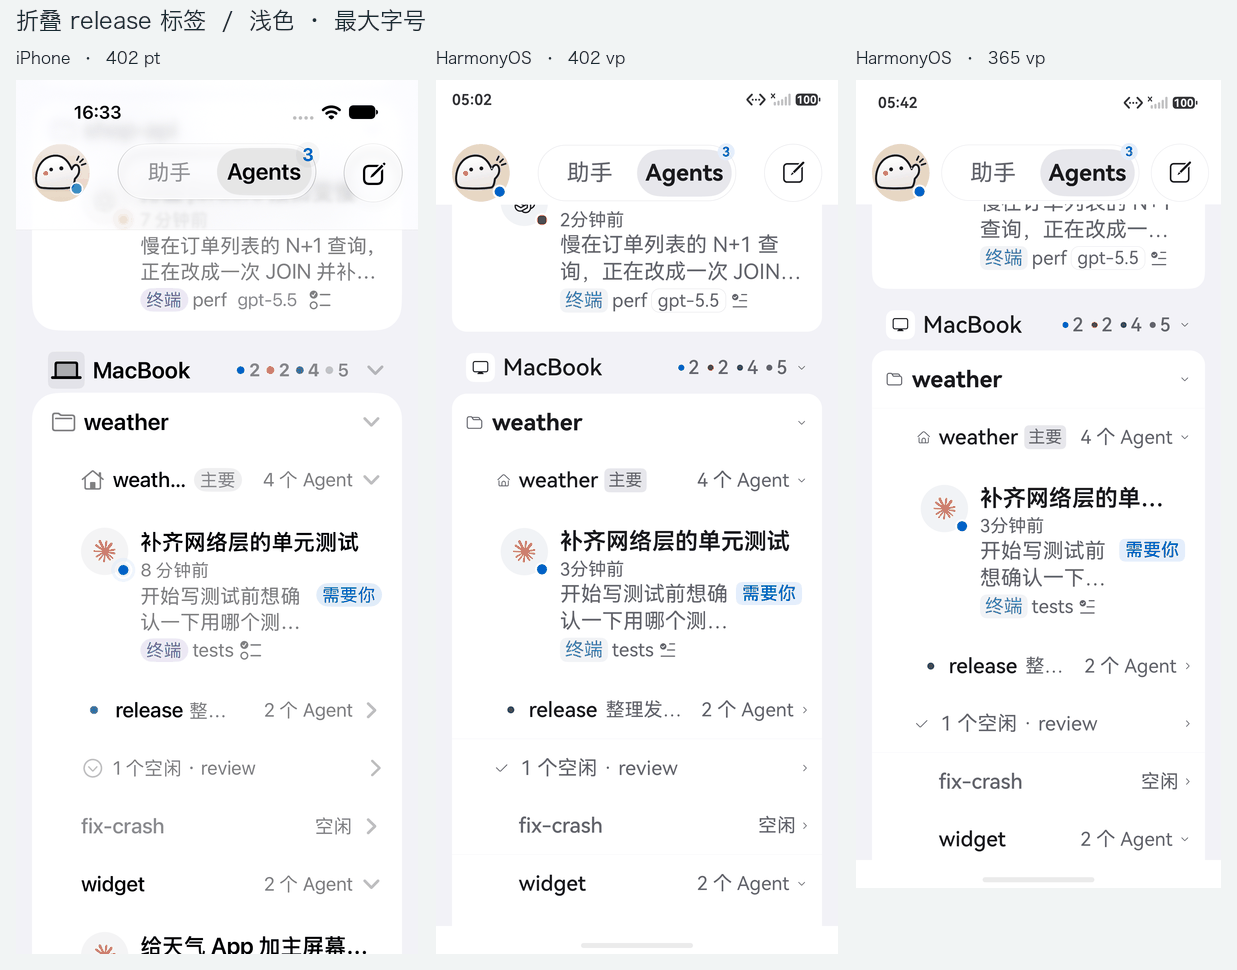 折叠 release 标签 / 浅色 · 最大字号
iPhone · 402 pt
16:33
助手
Agents
3
7 分钟前
慢在订单列表的 N+1 查询，
正在改成一次 JOIN 并补…
终端 perf gpt-5.5
MacBook
2 2 4 5
weather
weath… 主要 4 个 Agent
补齐网络层的单元测试
8 分钟前
开始写测试前想确
认一下用哪个测…
需要你
终端 tests
release 整… 2 个 Agent
1 个空闲 · review
fix-crash 空闲
widget 2 个 Agent
给天气 App 加主屏幕…
HarmonyOS · 402 vp
05:02
100
助手
Agents
3
2分钟前
慢在订单列表的 N+1 查
询，正在改成一次 JOIN…
终端 perf gpt-5.5
MacBook
2 2 4 5
weather
weather 主要 4 个 Agent
补齐网络层的单元测试
3分钟前
开始写测试前想确
认一下用哪个测…
需要你
终端 tests
release 整理发… 2 个 Agent
1 个空闲 · review
fix-crash 空闲
widget 2 个 Agent
HarmonyOS · 365 vp
05:42
100
助手
Agents
3
慢在订单列表的 N+1
查询，正在改成一…
终端 perf gpt-5.5
MacBook
2 2 4 5
weather
weather 主要 4 个 Agent
补齐网络层的单…
3分钟前
开始写测试前
想确认一下…
需要你
终端 tests
release 整… 2 个 Agent
1 个空闲 · review
fix-crash 空闲
widget 2 个 Agent